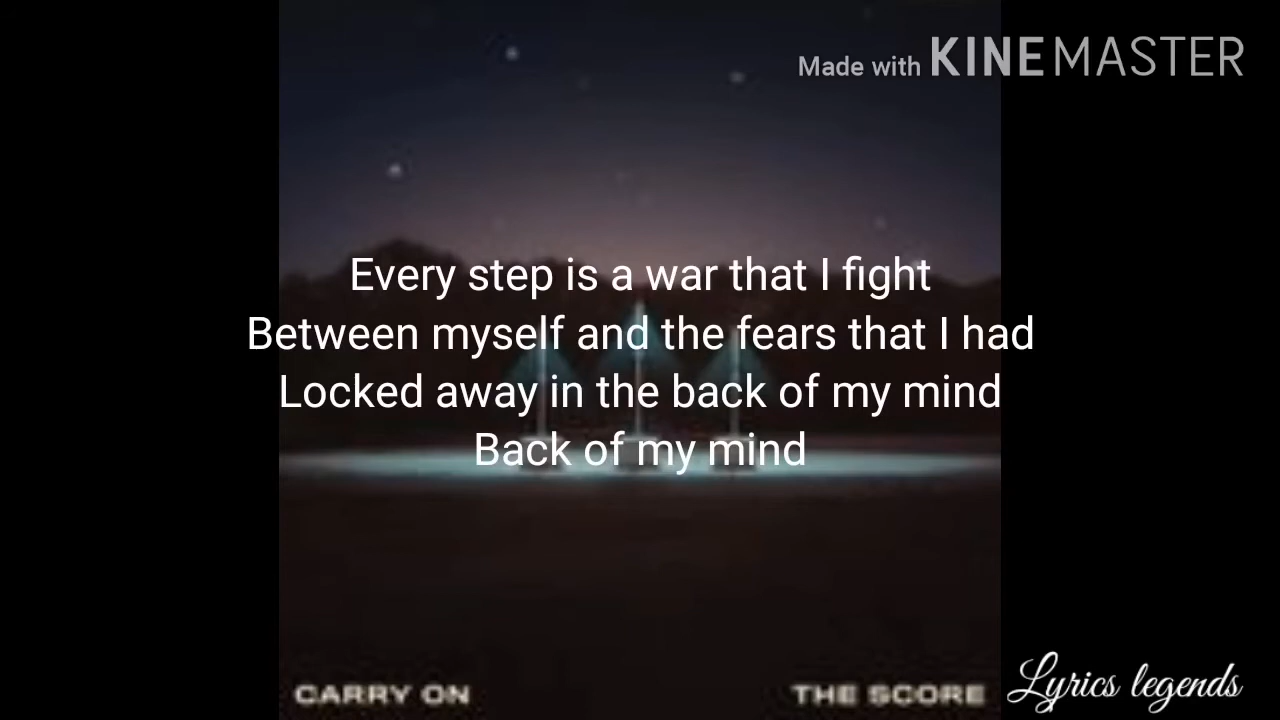 Made with KINEMASTER
Every step is a war that I fight
Between myself and the fears that I had
Locked away in the back of my mind
Back of my mind
CARRY ON
THE SCORE
Lyrics legends